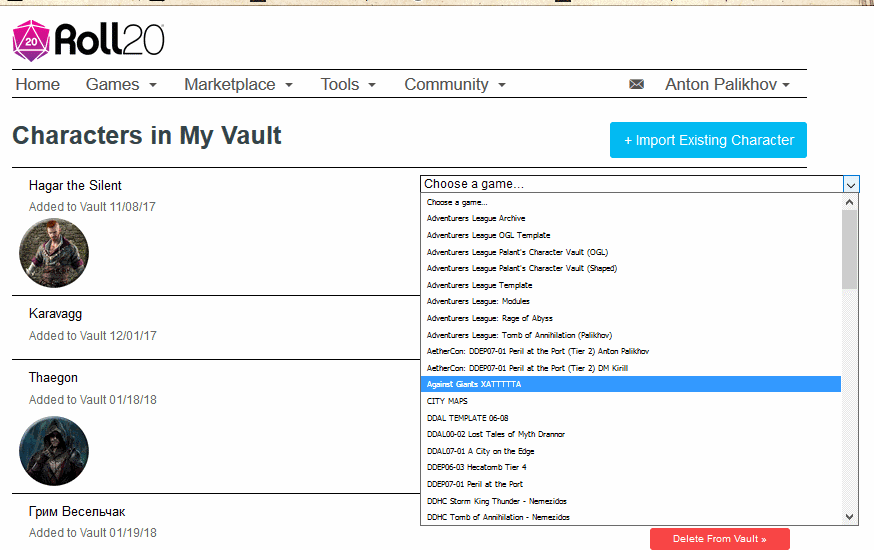 20 Roll20
Home Games Marketplace Tools Community Anton Palikhov
Characters in My Vault
+ Import Existing Character
Hagar the Silent
Added to Vault 11/08/17
Karavagg
Added to Vault 12/01/17
Thaegon
Added to Vault 01/18/18
Грим Весельчак
Added to Vault 01/19/18
Choose a game...
Choose a game...
Adventurers League Archive
Adventurers League OGL Template
Adventurers League Palant's Character Vault (OGL)
Adventurers League Palant's Character Vault (Shaped)
Adventurers League Template
Adventurers League: Modules
Adventurers League: Rage of Abyss
Adventurers League: Tomb of Annihilation (Palikhov)
AetherCon: DDEP07-01 Peril at the Port (Tier 2) Anton Palikhov
AetherCon: DDEP07-01 Peril at the Port (Tier 2) DM Kirill
Against Giants XATTTTTA
CITY MAPS
DDAL TEMPLATE 06-08
DDAL00-02 Lost Tales of Myth Drannor
DDAL07-01 A City on the Edge
DDEP06-03 Hecatomb Tier 4
DDEP07-01 Peril at the Port
DDHC Storm King Thunder - Nemezidos
DDHC Tomb of Annihilation - Nemezidos
Delete From Vault »